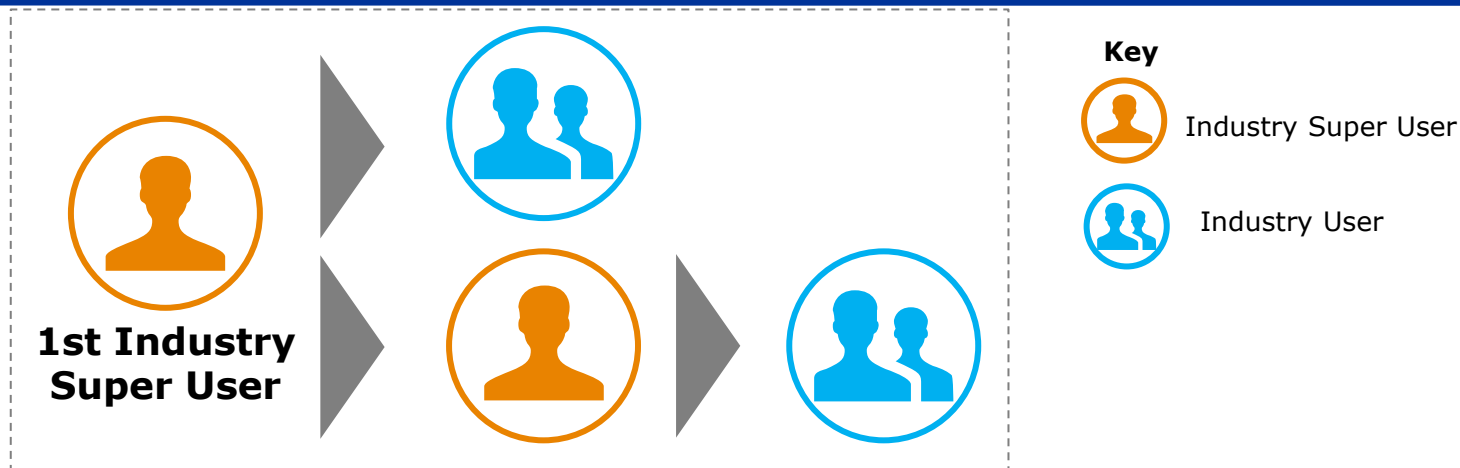 Key
Industry Super User
Industry User
1st Industry
Super User